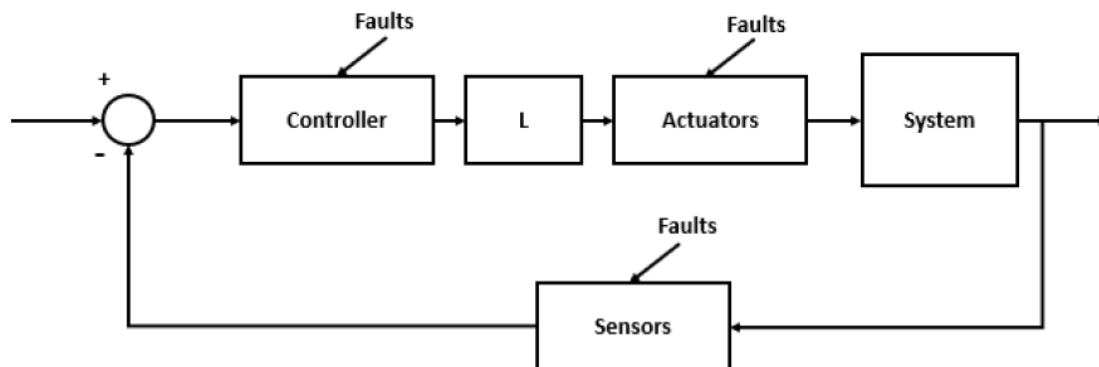 Faults
Faults
+
Controller
L
Actuators
System
-
Faults
Sensors